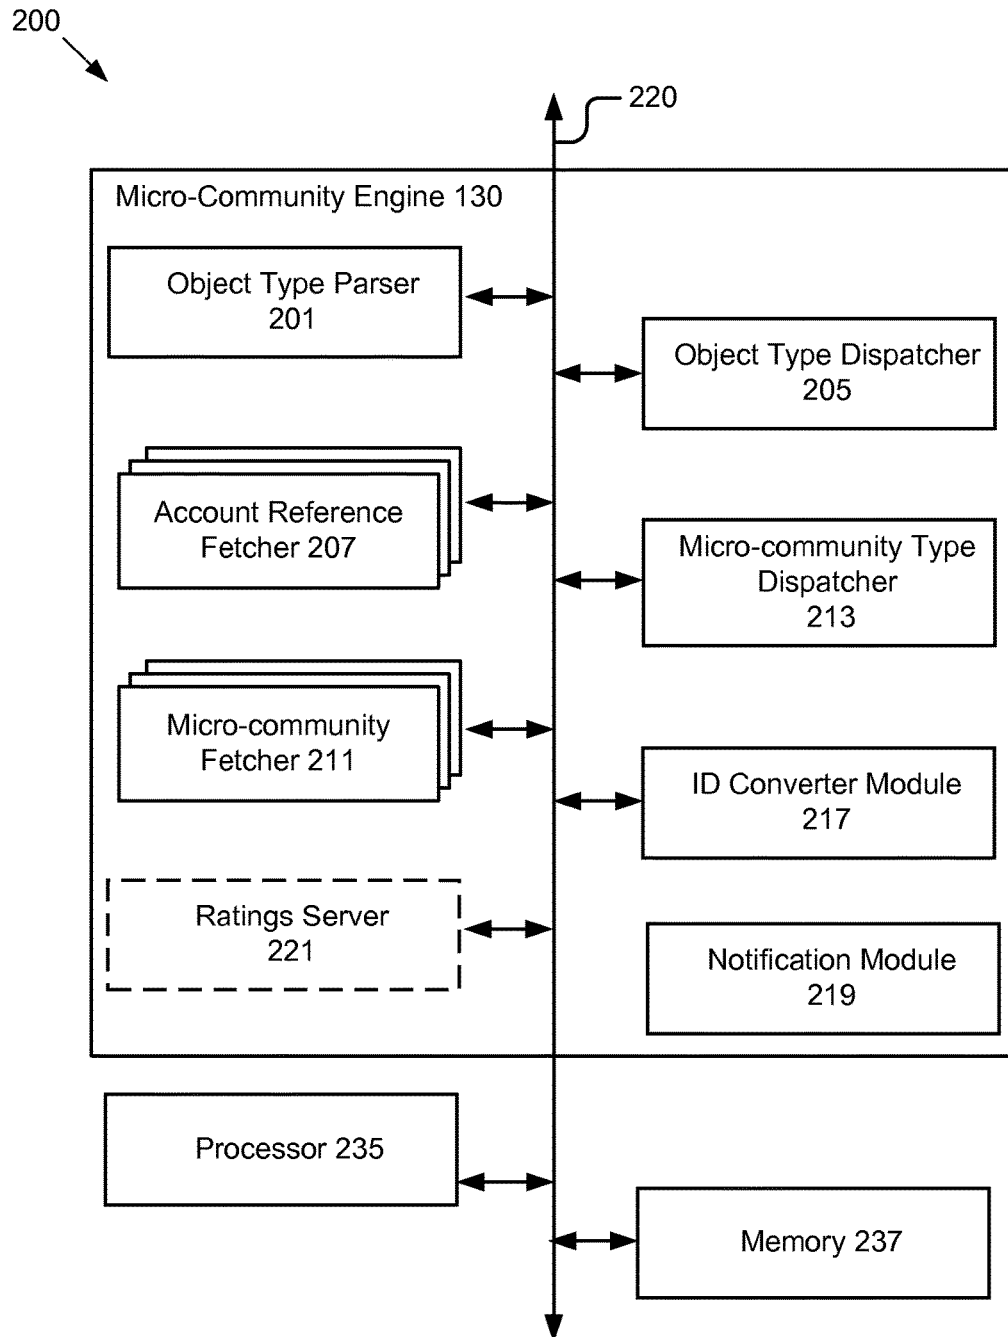 200
220
Micro-Community Engine 130
Object Type Parser
201
Object Type Dispatcher
205
Account Reference
Fetcher 207
Micro-community Type
Dispatcher
213
Micro-community
Fetcher 211
ID Converter Module
217
Ratings Server
221
Notification Module
219
Processor 235
Memory 237